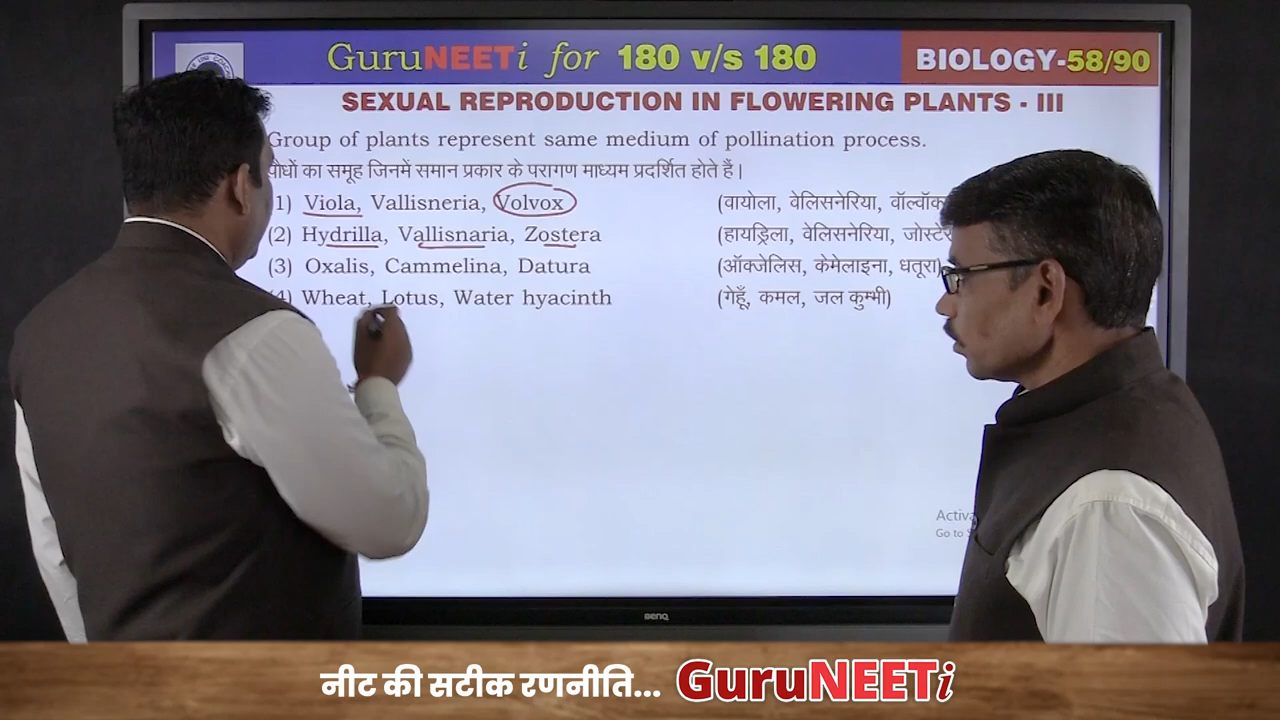 GuruNEETi for 180 v/s 180
BIOLOGY-58/90
SEXUAL REPRODUCTION IN FLOWERING PLANTS - III
Group of plants represent same medium of pollination process.
पौधों का समूह जिनमें समान प्रकार के परागण माध्यम प्रदर्शित होते हैं।
1) Viola, Vallisneria, Volvox (वायोला, वेलिसनेरिया, वॉल्वॉक
(2) Hydrilla, Vallisnaria, Zostera (हायड्रिला, वेलिसनेरिया, जोस्टेर
(3) Oxalis, Cammelina, Datura (ऑक्जेलिस, केमेलाइना, धतूरा)
4) Wheat, Lotus, Water hyacinth (गेहूँ, कमल, जल कुम्भी)
Activa
Go to S
BENQ
नीट की सटीक रणनीति... GuruNEETi